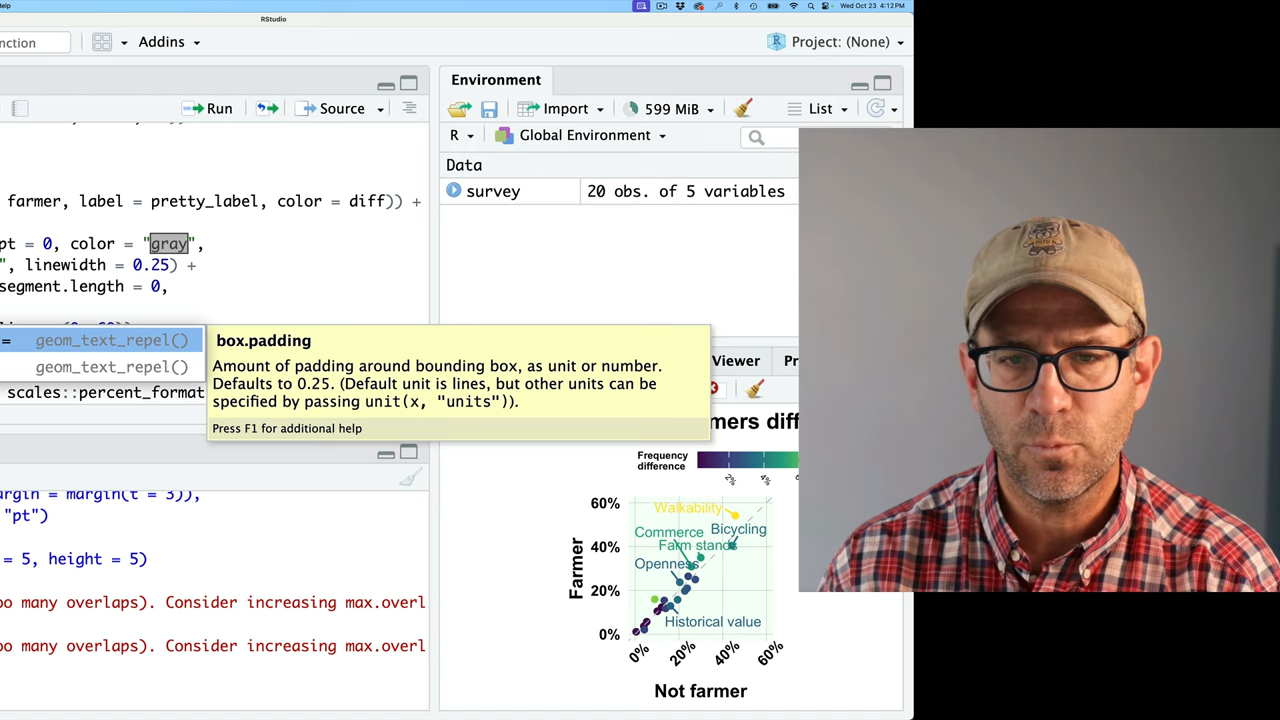 Help
Wed Oct 23 4:12 PM
RStudio
nction
Addins
Project: (None)
Run
Source
farmer, label = pretty_label, color = diff)) +
pt = 0, color = "gray",
", linewidth = 0.25) +
segment.length = 0,
= geom_text_repel()
geom_text_repel()
scales::percent_format
box.padding
Amount of padding around bounding box, as unit or number.
Defaults to 0.25. (Default unit is lines, but other units can be
specified by passing unit(x, "units")).
Press F1 for additional help
argin = margin(t = 3)),
"pt")
= 5, height = 5)
oo many overlaps). Consider increasing max.overl
oo many overlaps). Consider increasing max.overl
Environment
Import
599 MiB
List
R
Global Environment
Data
survey
20 obs. of 5 variables
Viewer
Pr
mers diff
Frequency
difference
2%
4%
60%
40%
20%
0%
Farmer
Walkability
Bicycling
Commerce
Farm stands
Openness
Historical value
0%
20%
40%
60%
Not farmer